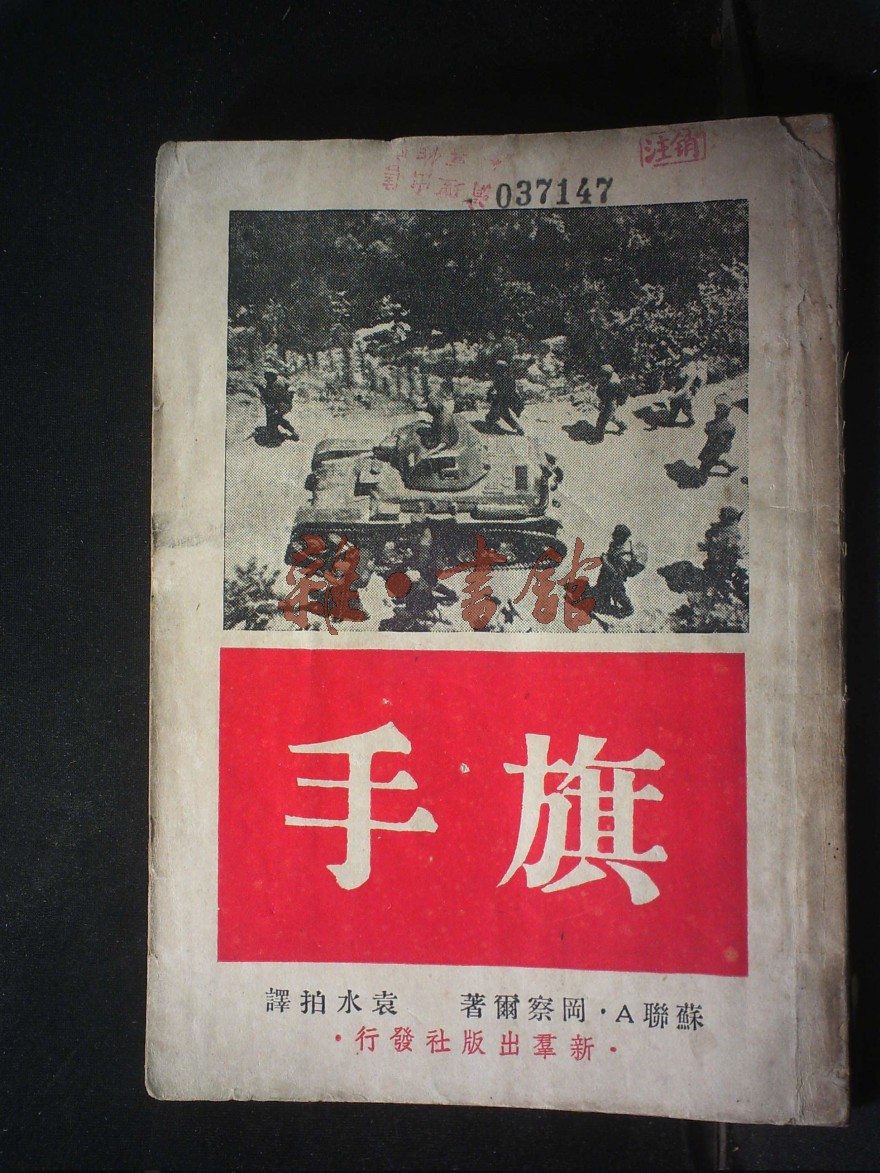 注销
037147
雜·書館
旗手
蘇聯A·岡察爾著 袁水拍譯
·新羣出版社發行·